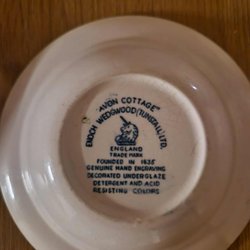 "AVON COTTAGE"
ENOCH WEDGWOOD (TUNSTALL) LTD.
ENGLAND
TRADE MARK
FOUNDED IN 1835
GENUINE HAND ENGRAVING
DECORATED UNDERGLAZE
DETERGENT AND ACID
RESISTING COLORS